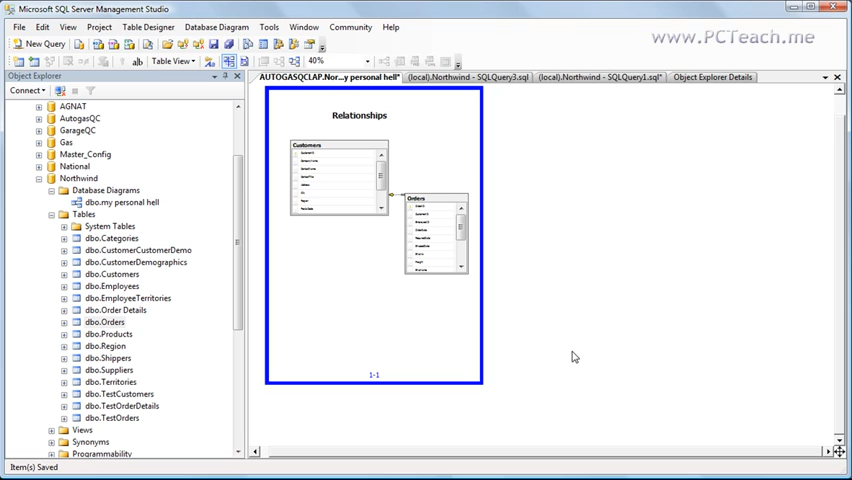 Microsoft SQL Server Management Studio
File Edit View Project Table Designer Database Diagram Tools Window Community Help
www.PCTeach.me
New Query
Table View 40%
Object Explorer
AUTOGASQCLAP.Nor...y personal hell* (local).Northwind - SQLQuery3.sql (local).Northwind - SQLQuery1.sql* Object Explorer Details
Connect
AGNAT
AutogasQC
GarageQC
Gas
Master_Config
National
Northwind
Database Diagrams
dbo.my personal hell
Tables
System Tables
dbo.Categories
dbo.CustomerCustomerDemo
dbo.CustomerDemographics
dbo.Customers
dbo.Employees
dbo.EmployeeTerritories
dbo.Order Details
dbo.Orders
dbo.Products
dbo.Region
dbo.Shippers
dbo.Suppliers
dbo.Territories
dbo.TestCustomers
dbo.TestOrderDetails
dbo.TestOrders
Views
Synonyms
Programmability
Relationships
Customers
Orders
1-1
Item(s) Saved